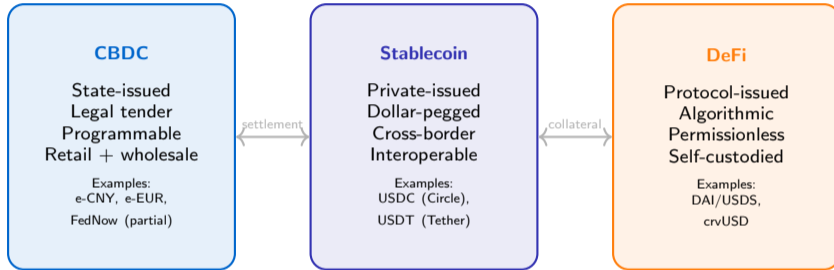 CBDC
State-issued
Legal tender
Programmable
Retail + wholesale
Examples:
e-CNY, e-EUR,
FedNow (partial)
settlement
Stablecoin
Private-issued
Dollar-pegged
Cross-border
Interoperable
Examples:
USDC (Circle),
USDT (Tether)
collateral
DeFi
Protocol-issued
Algorithmic
Permissionless
Self-custodied
Examples:
DAI/USDS,
crvUSD